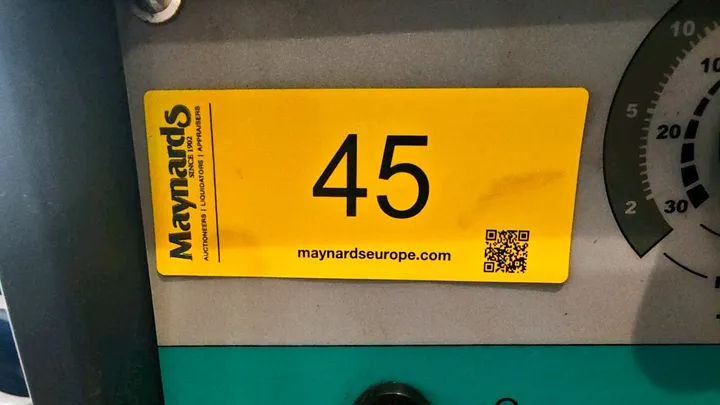 Maynards
SINCE 1902
AUCTIONEERS | LIQUIDATORS | APPRAISERS
45
maynardseurope.com
10
5
2
10
20
30